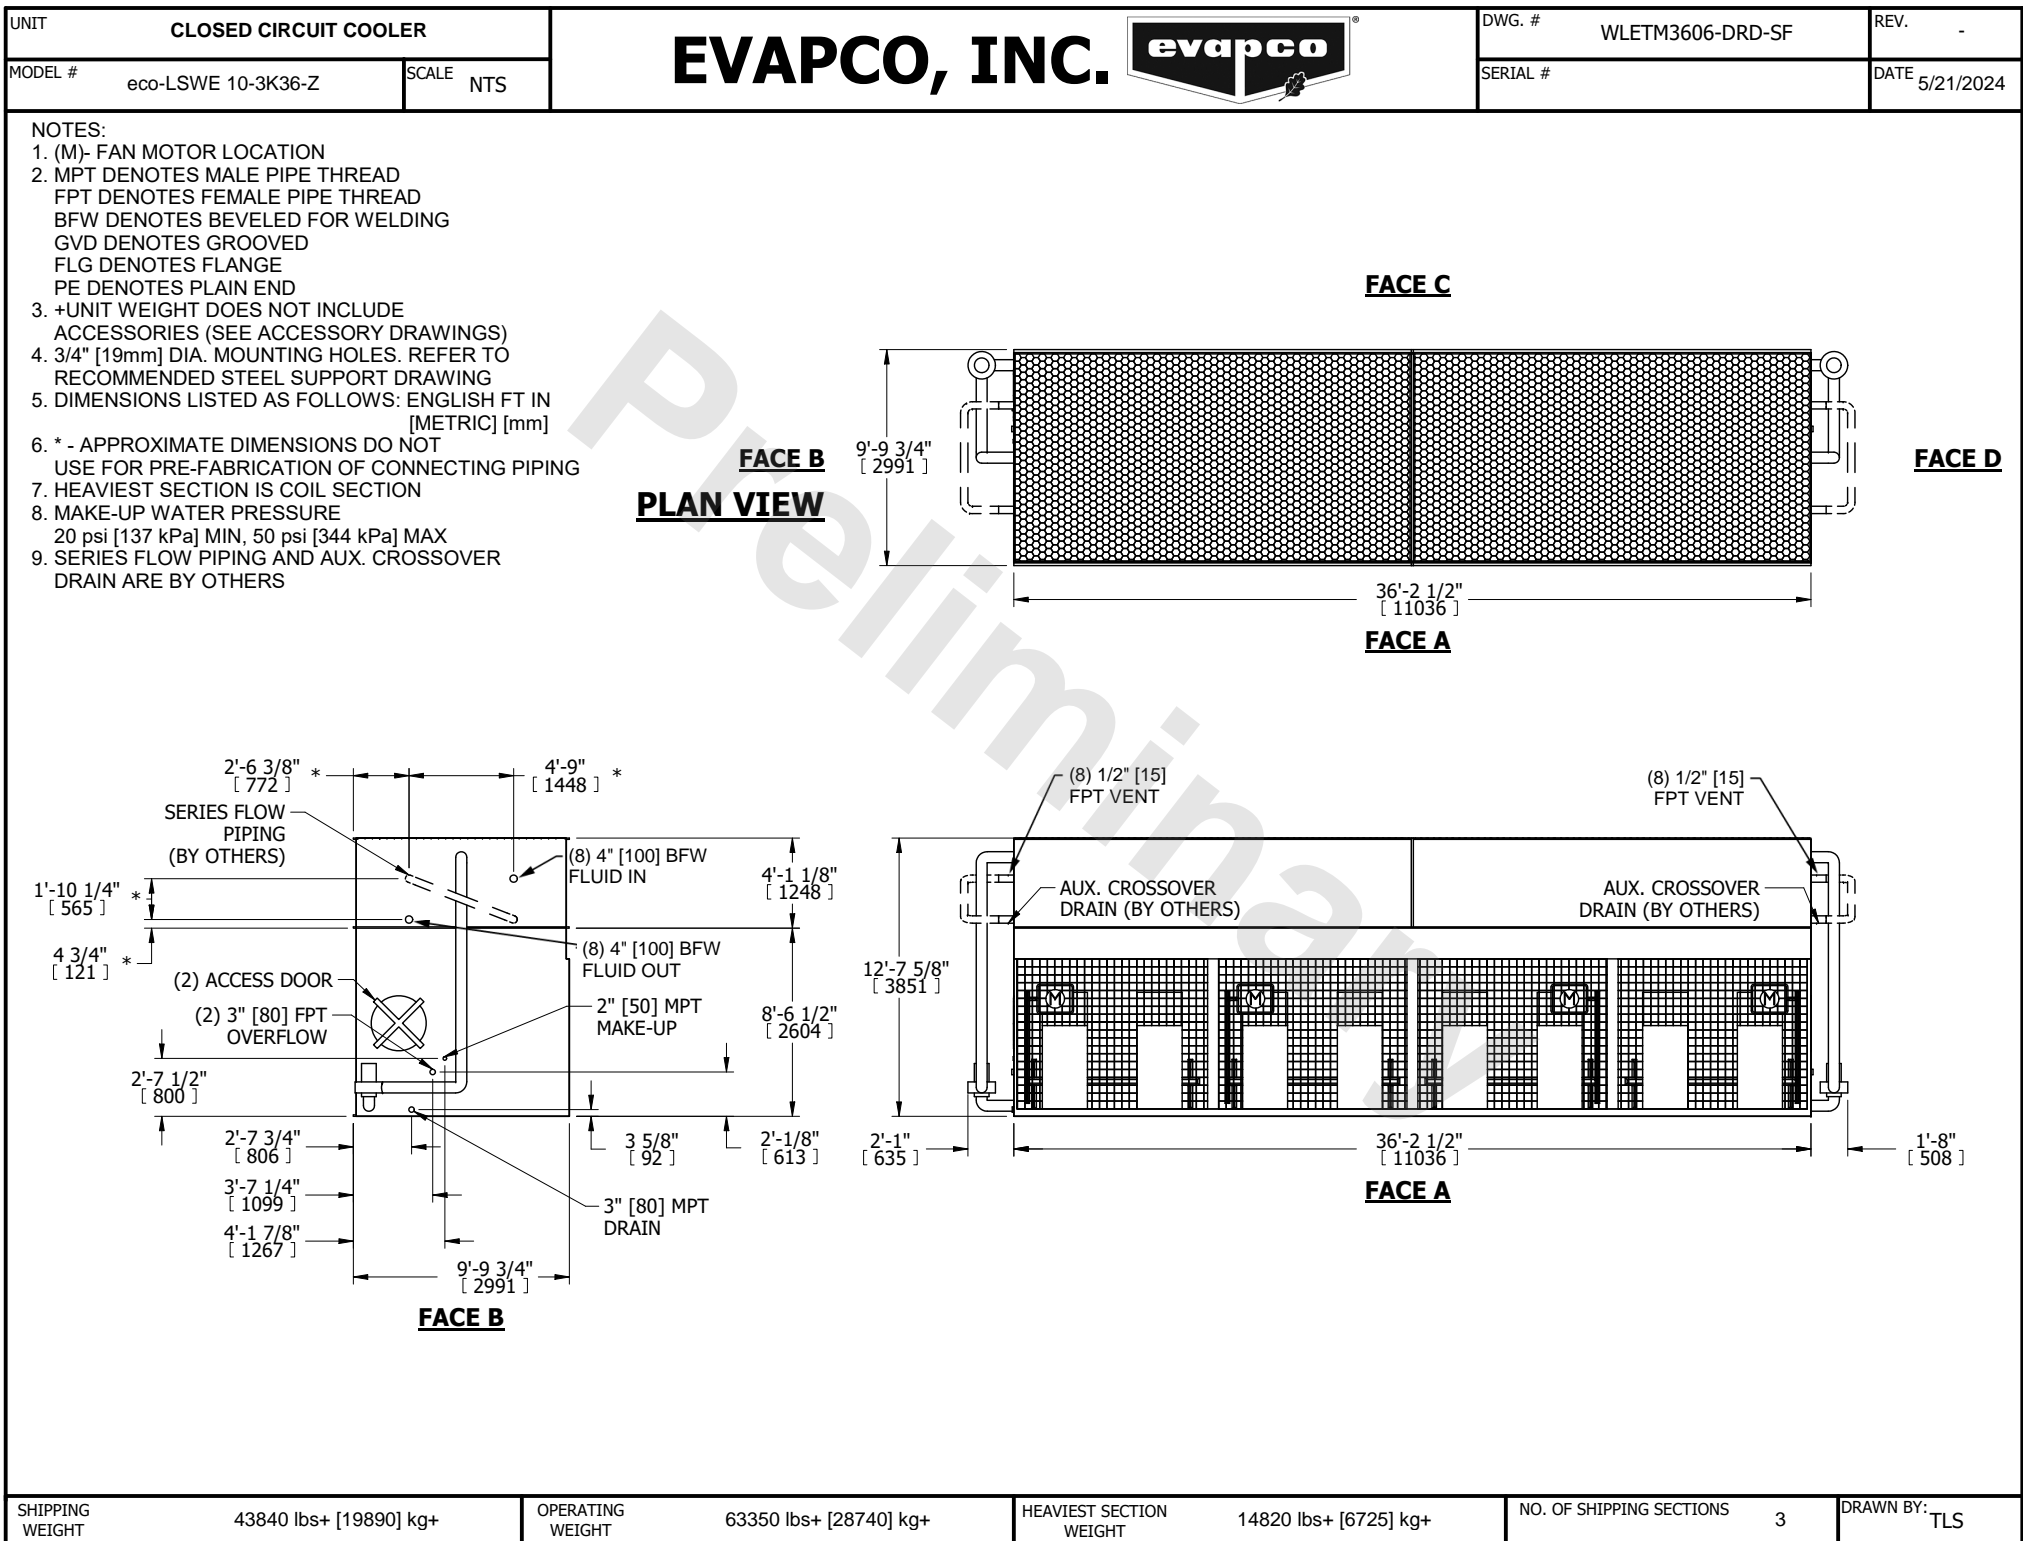 UNIT
CLOSED CIRCUIT COOLER
MODEL #
eco-LSWE 10-3K36-Z
SCALE
NTS
EVAPCO, INC.
evapco
®
DWG. #
WLETM3606-DRD-SF
REV.
-
SERIAL #
DATE
5/21/2024
NOTES:
1. (M)- FAN MOTOR LOCATION
2. MPT DENOTES MALE PIPE THREAD
FPT DENOTES FEMALE PIPE THREAD
BFW DENOTES BEVELED FOR WELDING
GVD DENOTES GROOVED
FLG DENOTES FLANGE
PE DENOTES PLAIN END
3. +UNIT WEIGHT DOES NOT INCLUDE
ACCESSORIES (SEE ACCESSORY DRAWINGS)
4. 3/4" [19mm] DIA. MOUNTING HOLES. REFER TO
RECOMMENDED STEEL SUPPORT DRAWING
5. DIMENSIONS LISTED AS FOLLOWS: ENGLISH FT IN
[METRIC] [mm]
6. * - APPROXIMATE DIMENSIONS DO NOT
USE FOR PRE-FABRICATION OF CONNECTING PIPING
7. HEAVIEST SECTION IS COIL SECTION
8. MAKE-UP WATER PRESSURE
20 psi [137 kPa] MIN, 50 psi [344 kPa] MAX
9. SERIES FLOW PIPING AND AUX. CROSSOVER
DRAIN ARE BY OTHERS
Preliminary
FACE C
FACE B
PLAN VIEW
9'-9 3/4"
[ 2991 ]
FACE D
36'-2 1/2"
[ 11036 ]
FACE A
2'-6 3/8" *
[ 772 ]
4'-9" *
[ 1448 ]
SERIES FLOW
PIPING
(BY OTHERS)
(8) 4" [100] BFW
FLUID IN
1'-10 1/4" *
[ 565 ]
4'-1 1/8"
[ 1248 ]
4 3/4" *
[ 121 ]
(8) 4" [100] BFW
FLUID OUT
(2) ACCESS DOOR
(2) 3" [80] FPT
OVERFLOW
2" [50] MPT
MAKE-UP
8'-6 1/2"
[ 2604 ]
2'-7 1/2"
[ 800 ]
2'-7 3/4"
[ 806 ]
3 5/8"
[ 92 ]
2'-1/8"
[ 613 ]
3'-7 1/4"
[ 1099 ]
3" [80] MPT
DRAIN
4'-1 7/8"
[ 1267 ]
9'-9 3/4"
[ 2991 ]
FACE B
(8) 1/2" [15]
FPT VENT
(8) 1/2" [15]
FPT VENT
AUX. CROSSOVER
DRAIN (BY OTHERS)
AUX. CROSSOVER
DRAIN (BY OTHERS)
12'-7 5/8"
[ 3851 ]
M
M
M
M
2'-1"
[ 635 ]
36'-2 1/2"
[ 11036 ]
1'-8"
[ 508 ]
FACE A
SHIPPING
WEIGHT
43840 lbs+ [19890] kg+
OPERATING
WEIGHT
63350 lbs+ [28740] kg+
HEAVIEST SECTION
WEIGHT
14820 lbs+ [6725] kg+
NO. OF SHIPPING SECTIONS
3
DRAWN BY:
TLS